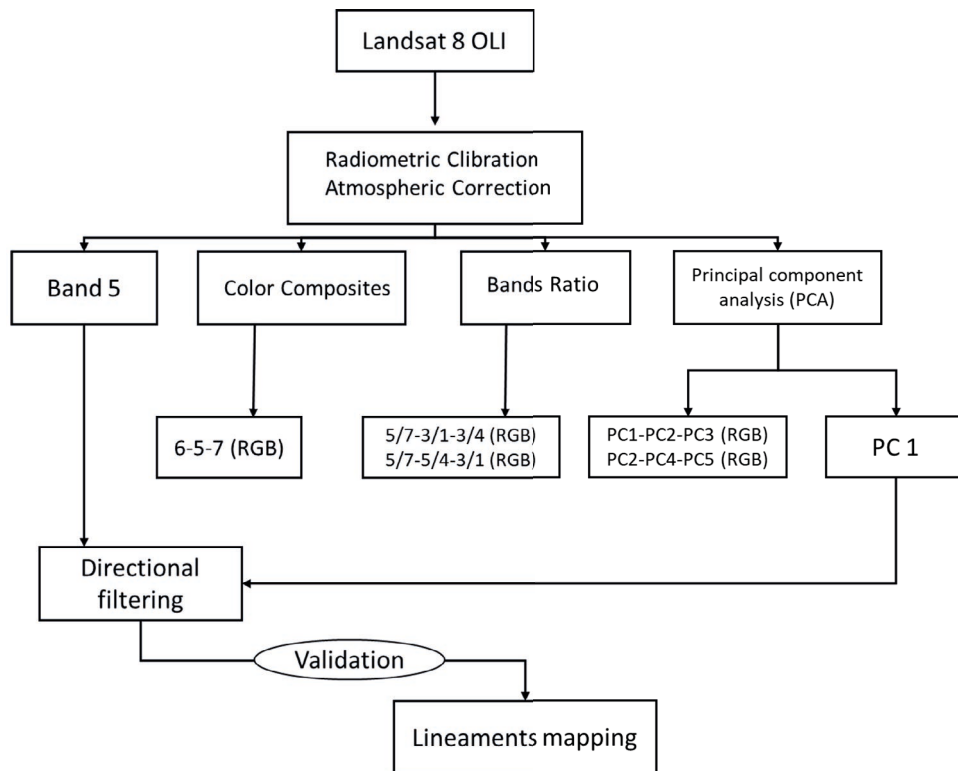 Landsat 8 OLI
Radiometric Clibration
Atmospheric Correction
Band 5
Color Composites
Bands Ratio
Principal component
analysis (PCA)
6-5-7 (RGB)
5/7-3/1-3/4 (RGB)
5/7-5/4-3/1 (RGB)
PC1-PC2-PC3 (RGB)
PC2-PC4-PC5 (RGB)
PC 1
Directional
filtering
Validation
Lineaments mapping